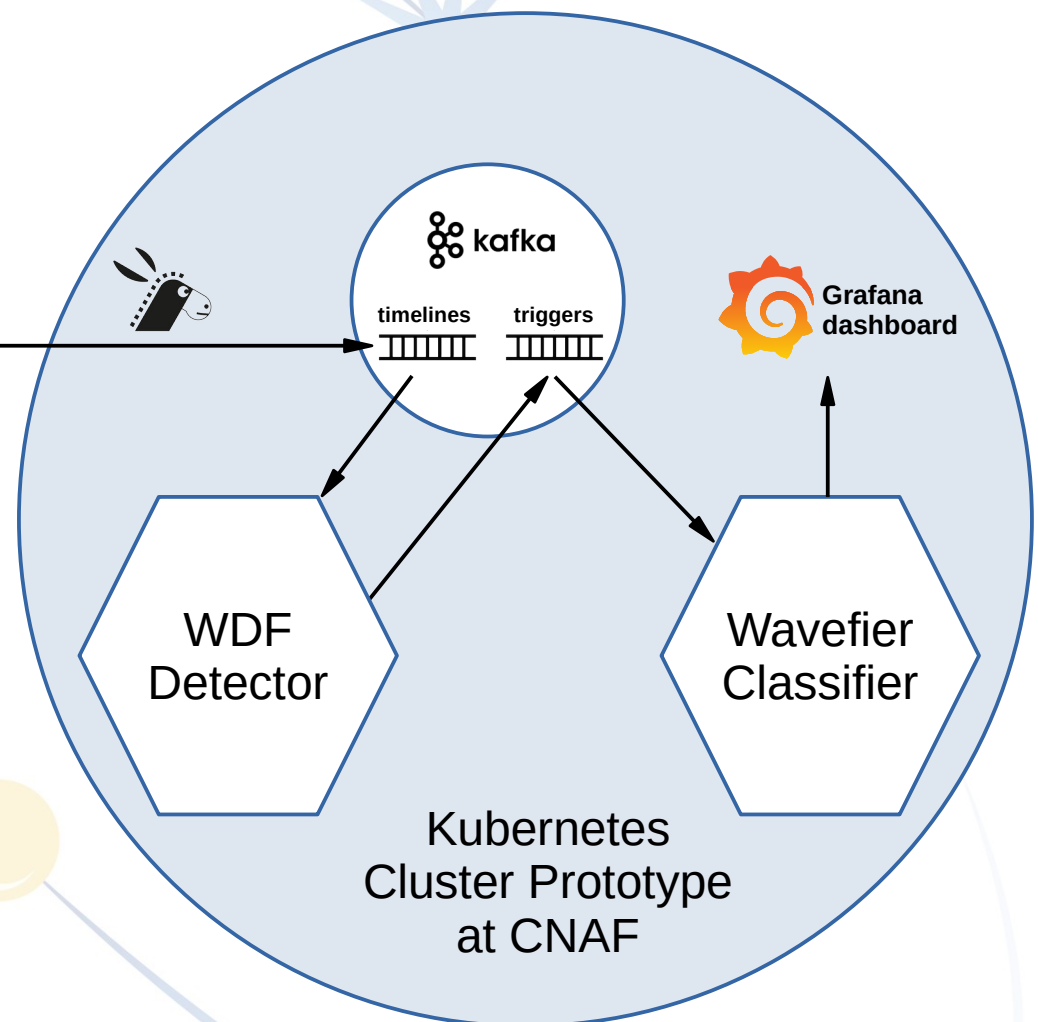 kafka
timelines triggers
Grafana
dashboard
WDF
Detector
Wavefier
Classifier
Kubernetes
Cluster Prototype
at CNAF